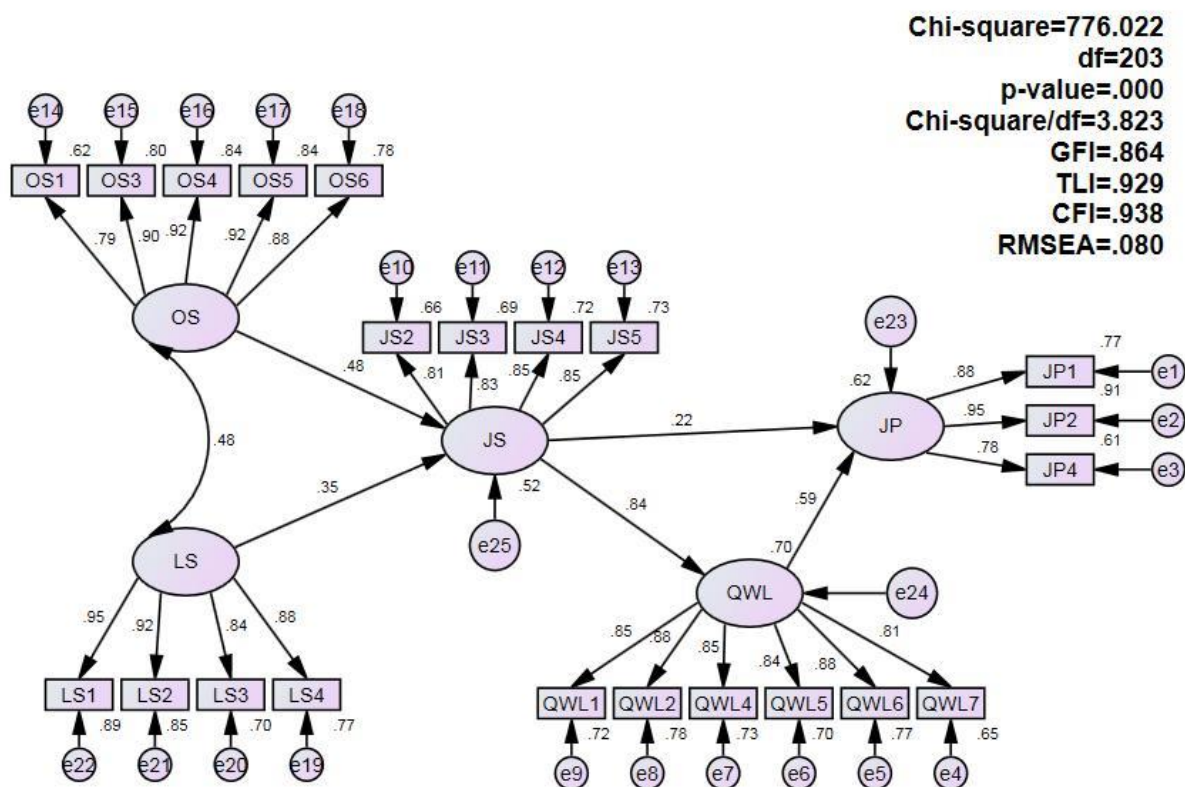 Chi-square=776.022
df=203
p-value=.000
Chi-square/df=3.823
GFI=.864
TLI=.929
CFI=.938
RMSEA=.080
e14 e15 e16 e17 e18
.62 .80 .84 .84 .78
OS1 OS3 OS4 OS5 OS6
.79 .90 .92 .92 .88
OS
e10 e11 e12 e13
.66 .69 .72 .73
JS2 JS3 JS4 JS5
.81 .83 .85 .85
.48
JS
.52
e25
.48
.35
.22
.84
e23
.62
JP
.77
.88 JP1 e1
.91
.95 JP2 e2
.61
.78 JP4 e3
.59
.70
QWL
e24
LS
.95 .92 .84 .88
LS1 LS2 LS3 LS4
.89 .85 .70 .77
e22 e21 e20 e19
.85 .88 .85 .84 .88 .81
QWL1 QWL2 QWL4 QWL5 QWL6 QWL7
.72 .78 .73 .70 .77 .65
e9 e8 e7 e6 e5 e4